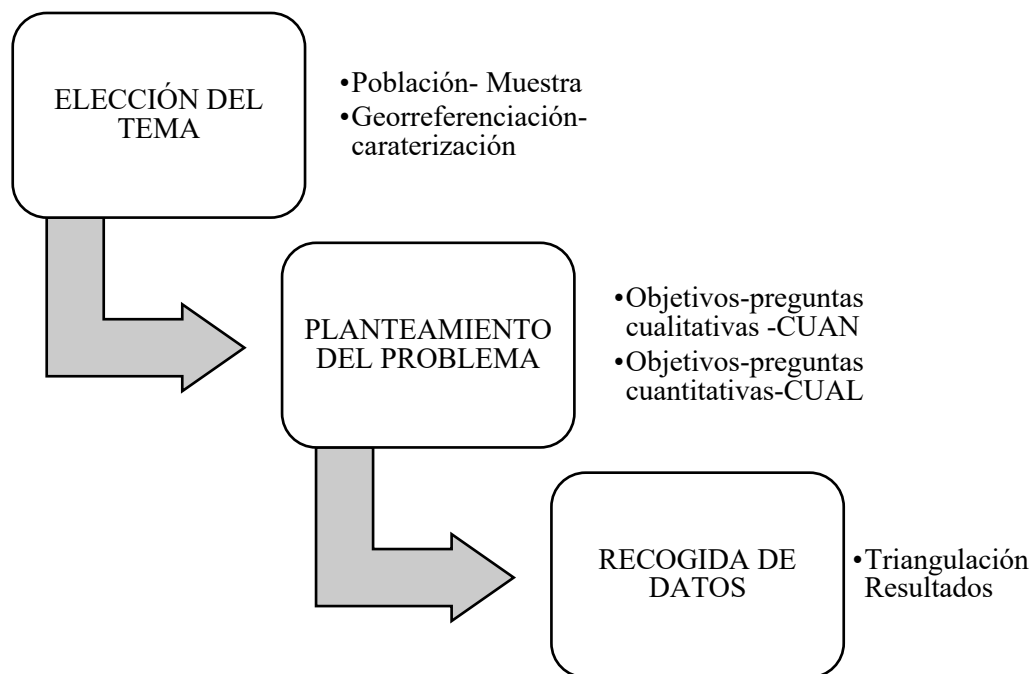 ELECCIÓN DEL
TEMA
•Población- Muestra
•Georreferenciación-
caraterización
PLANTEAMIENTO
DEL PROBLEMA
•Objetivos-preguntas
cualitativas -CUAN
•Objetivos-preguntas
cuantitativas-CUAL
RECOGIDA DE
DATOS
•Triangulación
Resultados